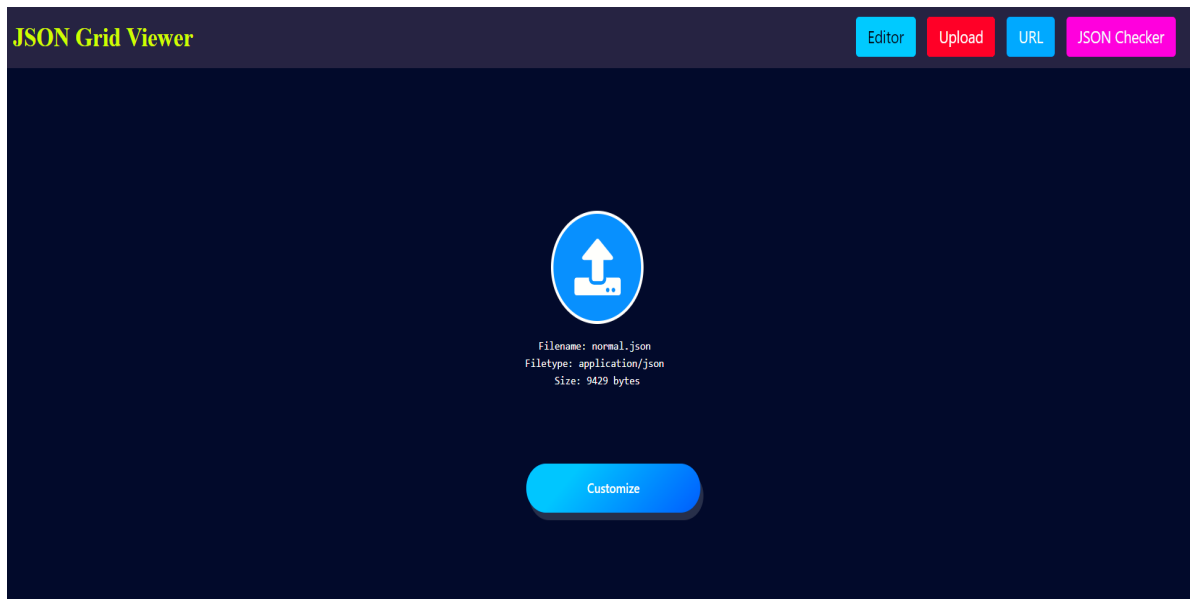 JSON Grid Viewer
Editor
Upload
URL
JSON Checker
Filename: normal.json
Filetype: application/json
Size: 9429 bytes
Customize